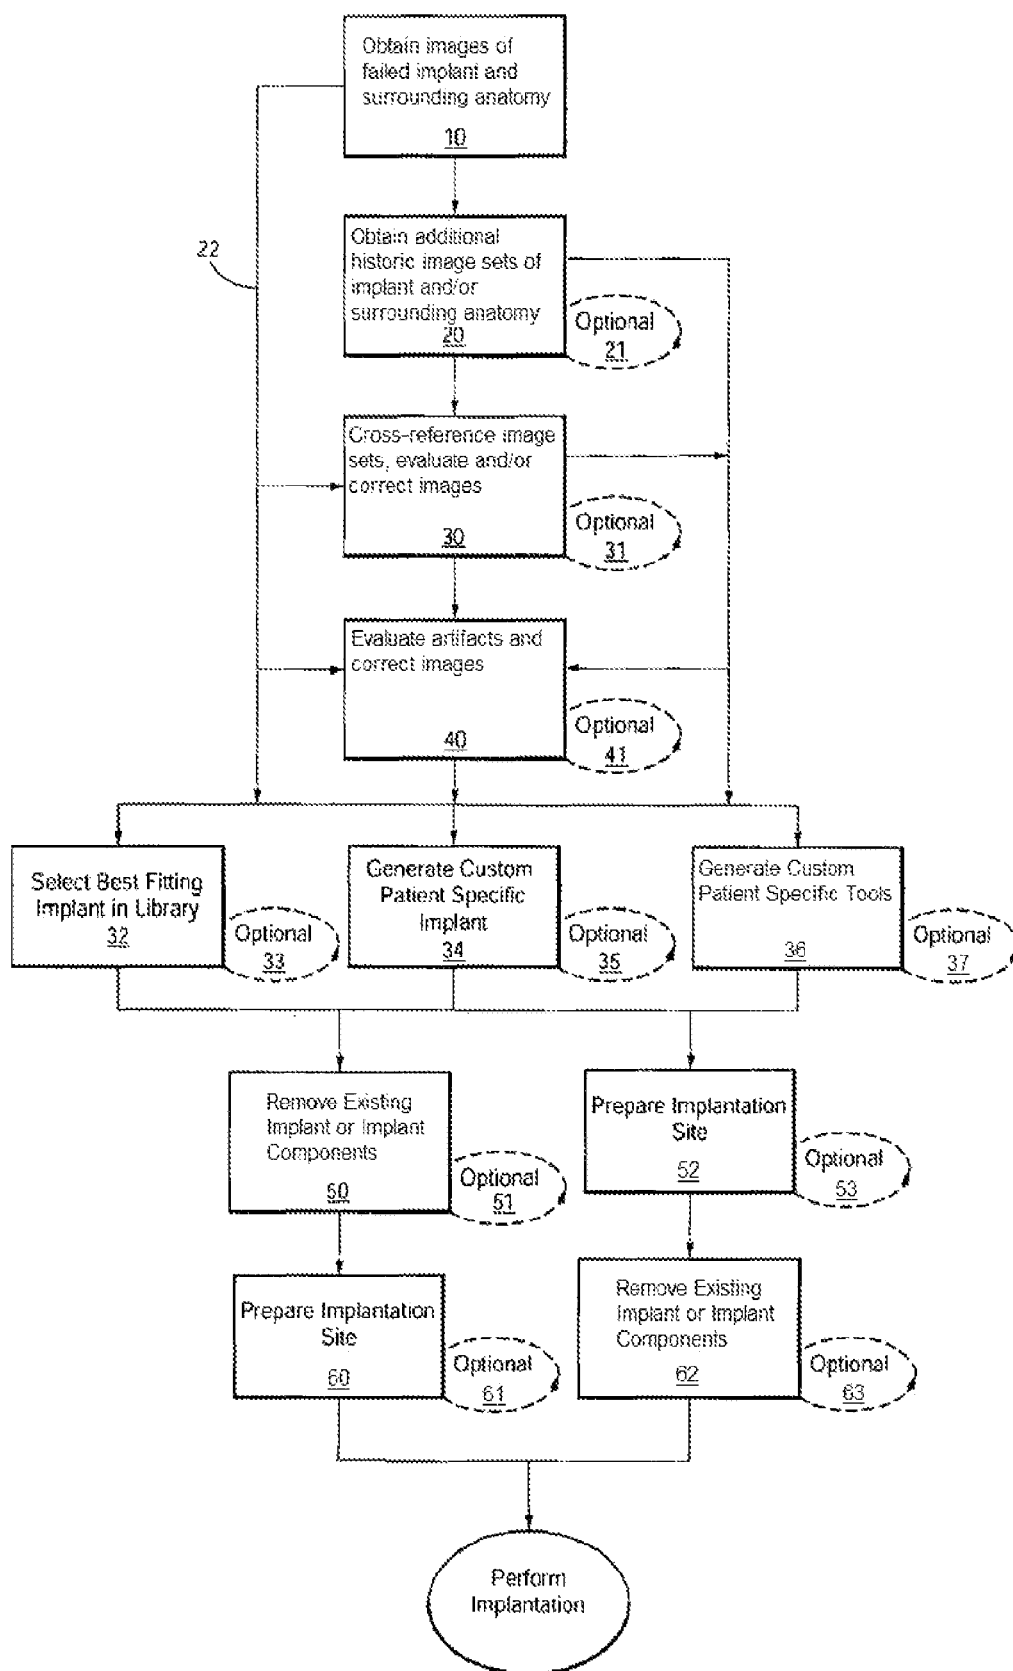 Obtain images of
failed implant and
surrounding anatomy
10
22
Obtain additional
historic image sets of
implant and/or
surrounding anatomy
20
Optional
21
Cross-reference image
sets, evaluate and/or
correct images
30
Optional
31
Evaluate artifacts and
correct images
40
Optional
41
Select Best Fitting
Implant in Library
32
Optional
33
Generate Custom
Patient Specific
Implant
34
Optional
35
Generate Custom
Patient Specific Tools
36
Optional
37
Remove Existing
Implant or Implant
Components
50
Optional
51
Prepare Implantation
Site
52
Optional
53
Prepare Implantation
Site
60
Optional
61
Remove Existing
Implant or Implant
Components
62
Optional
63
Perform
Implantation